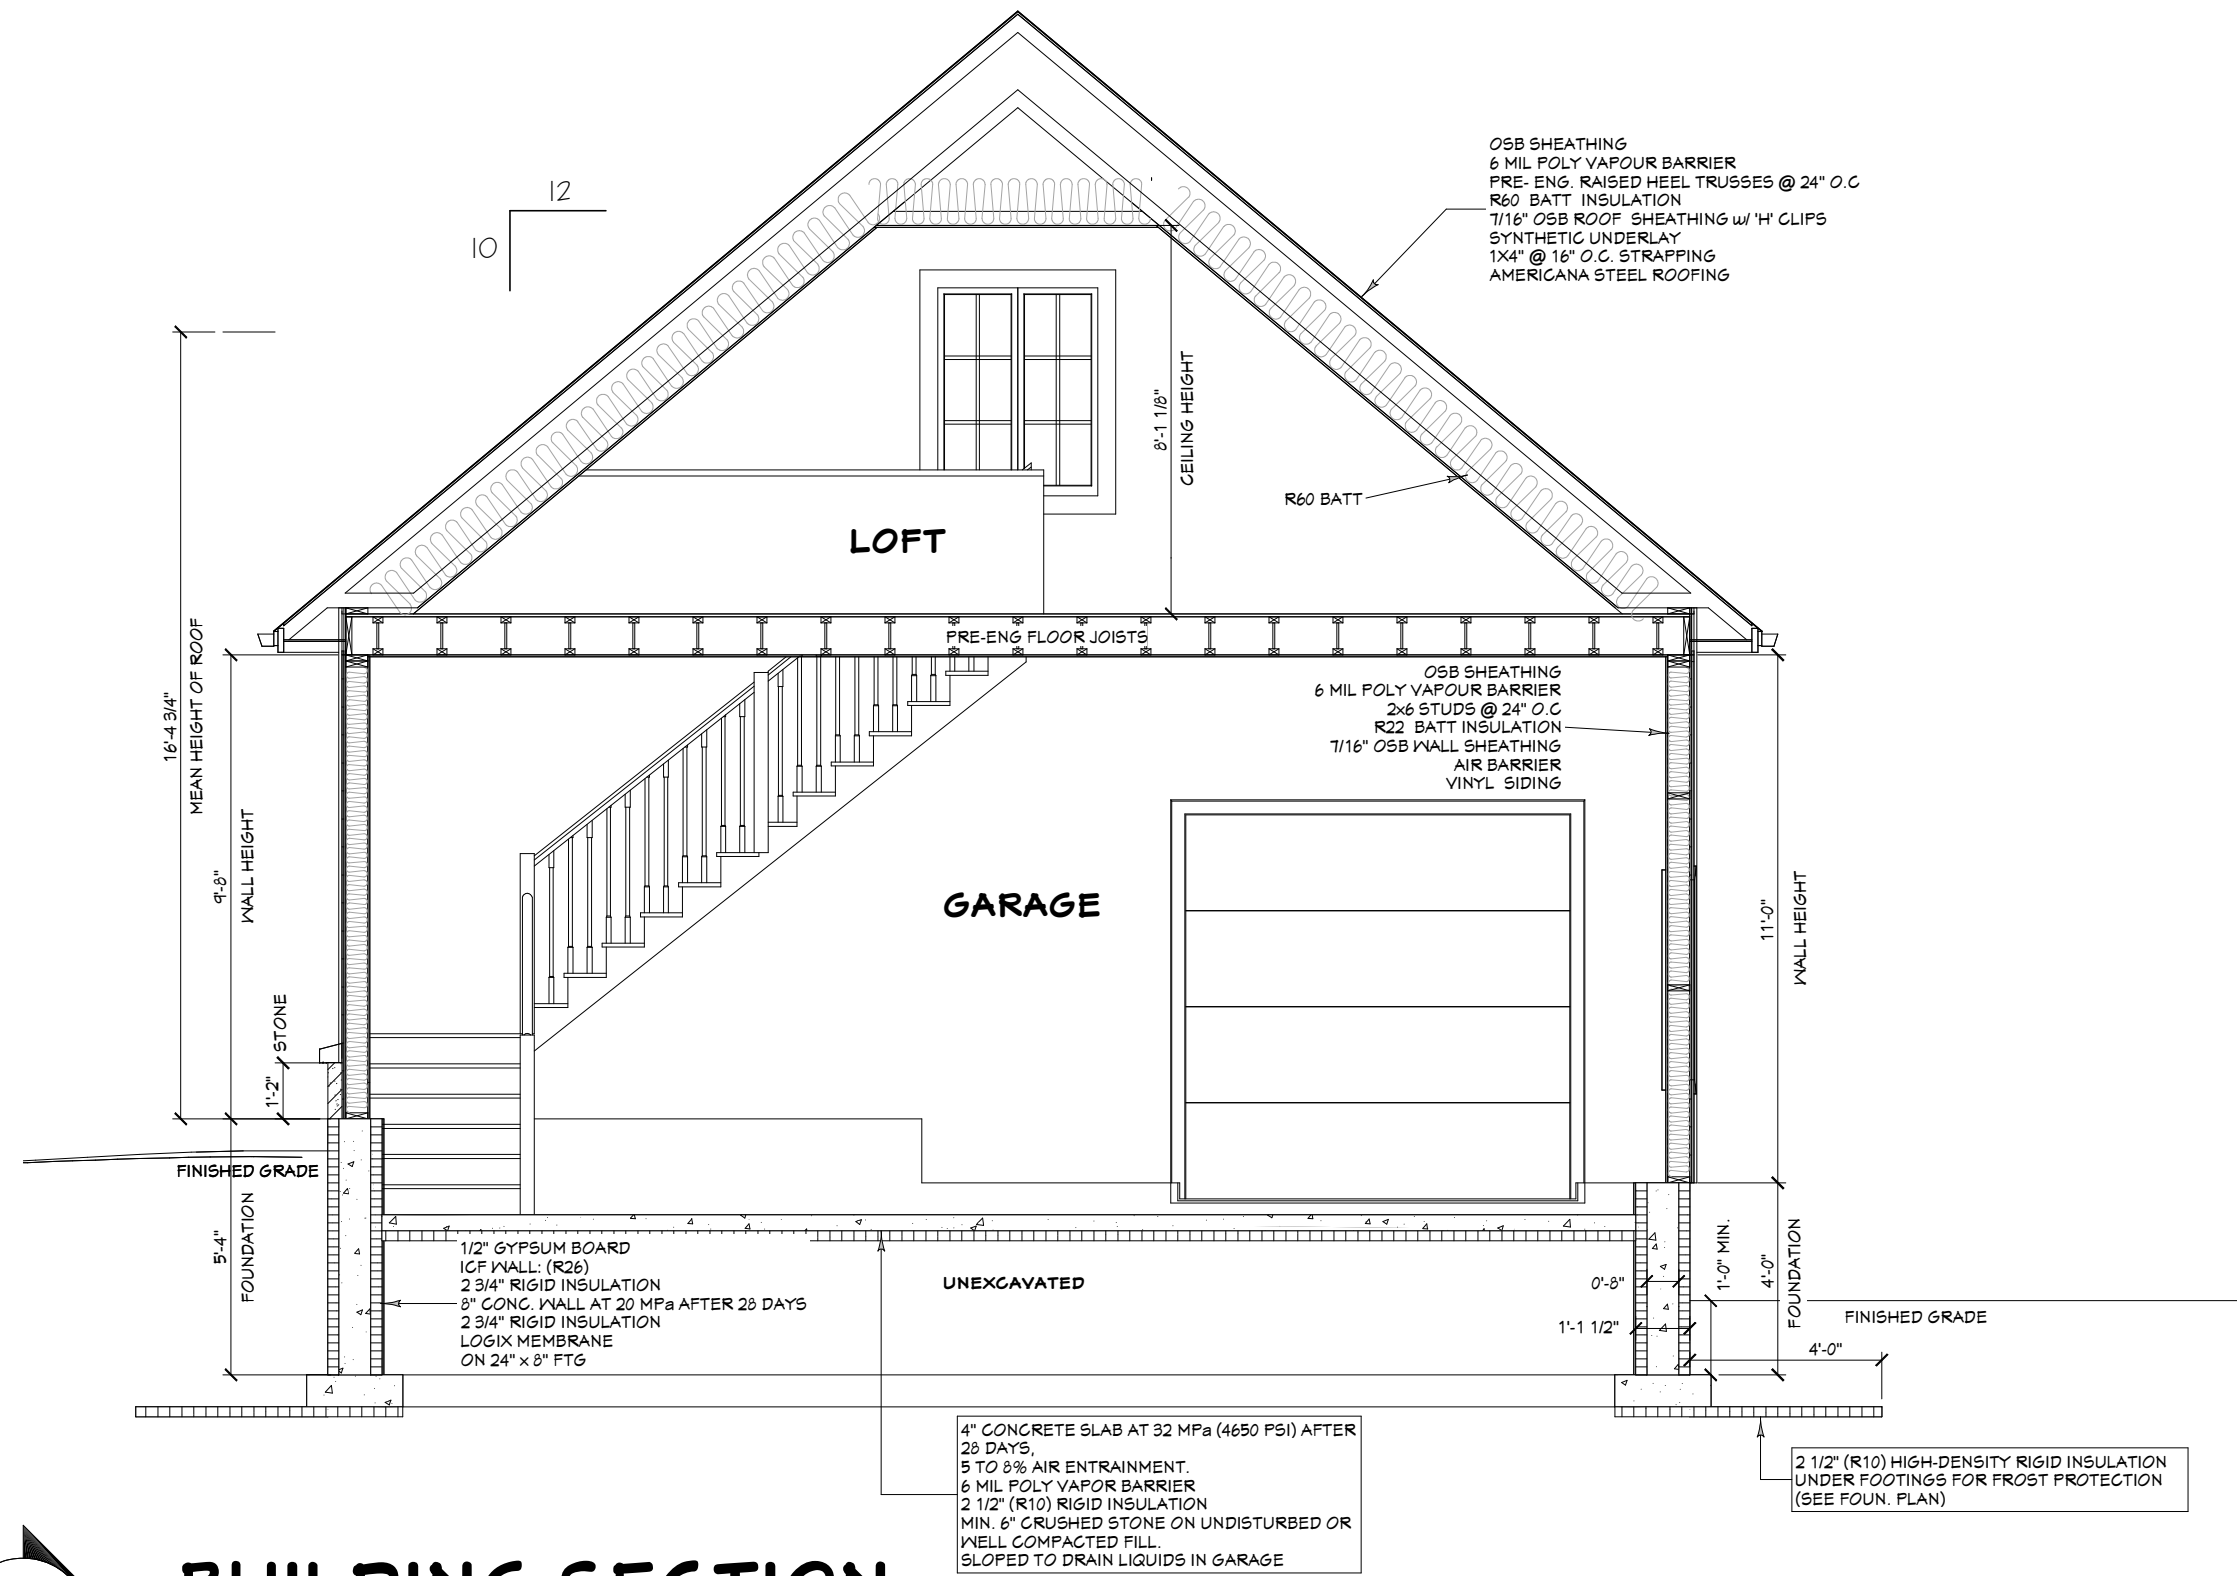 12
10
OSB SHEATHING
6 MIL POLY VAPOUR BARRIER
PRE- ENG. RAISED HEEL TRUSSES @ 24" O.C
R60 BATT INSULATION
7/16" OSB ROOF SHEATHING w/ 'H' CLIPS
SYNTHETIC UNDERLAY
1X4" @ 16" O.C. STRAPPING
AMERICANA STEEL ROOFING
8'-1 1/8"
CEILING HEIGHT
R60 BATT
LOFT
PRE-ENG FLOOR JOISTS
16'-4 3/4"
MEAN HEIGHT OF ROOF
9'-8"
WALL HEIGHT
1'-2"
STONE
OSB SHEATHING
6 MIL POLY VAPOUR BARRIER
2x6 STUDS @ 24" O.C
R22 BATT INSULATION
7/16" OSB WALL SHEATHING
AIR BARRIER
VINYL SIDING
GARAGE
11'-0"
WALL HEIGHT
FINISHED GRADE
5'-4"
FOUNDATION
1/2" GYPSUM BOARD
ICF WALL: (R26)
2 3/4" RIGID INSULATION
8" CONC. WALL AT 20 MPa AFTER 28 DAYS
2 3/4" RIGID INSULATION
LOGIX MEMBRANE
ON 24" x 8" FTG
UNEXCAVATED
0'-8"
1'-1 1/2"
1'-0" MIN.
4'-0"
FOUNDATION
FINISHED GRADE
4'-0"
4" CONCRETE SLAB AT 32 MPa (4650 PSI) AFTER
28 DAYS,
5 TO 8% AIR ENTRAINMENT.
6 MIL POLY VAPOR BARRIER
2 1/2" (R10) RIGID INSULATION
MIN. 6" CRUSHED STONE ON UNDISTURBED OR
WELL COMPACTED FILL.
SLOPED TO DRAIN LIQUIDS IN GARAGE
2 1/2" (R10) HIGH-DENSITY RIGID INSULATION
UNDER FOOTINGS FOR FROST PROTECTION
(SEE FOUN. PLAN)
BUILDING SECTION